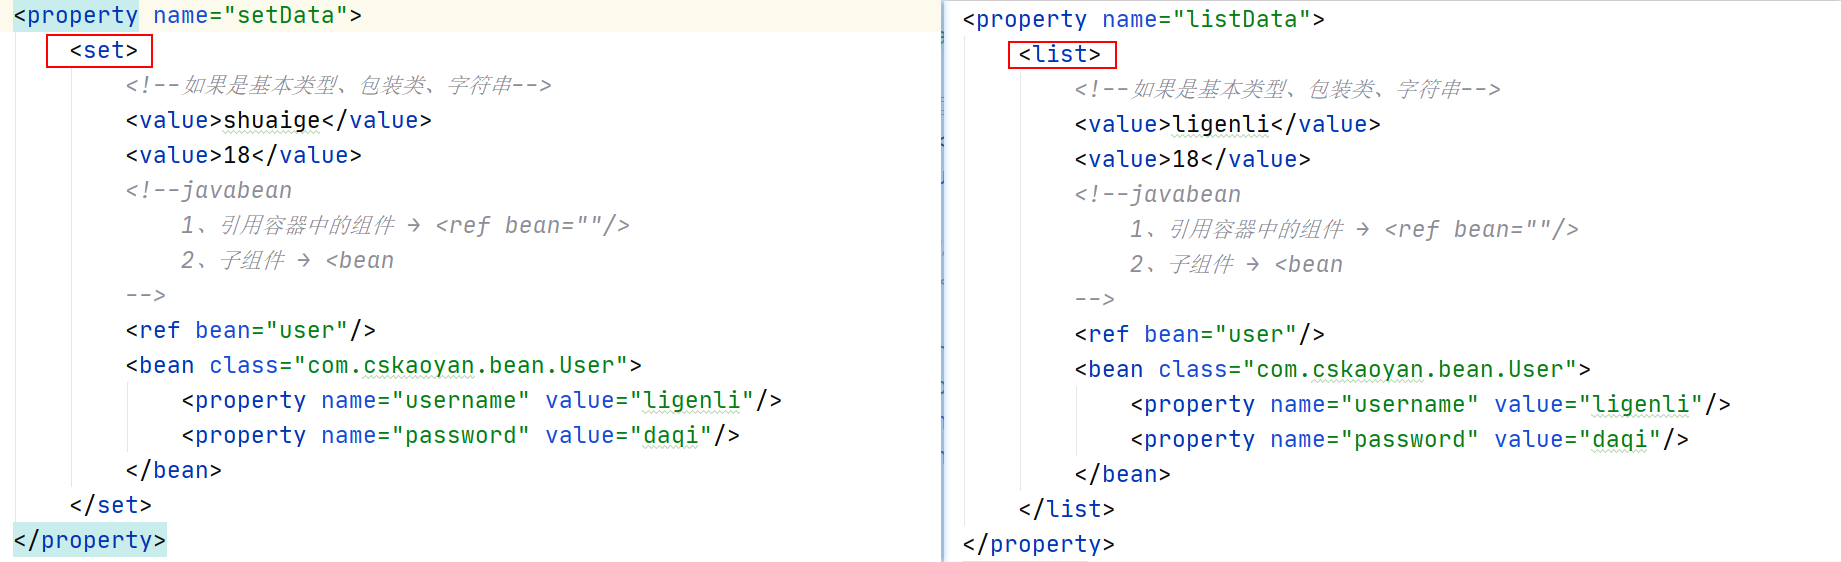 <property name="setData">
<set>
<!--如果是基本类型、包装类、字符串-->
<value>shuaige</value>
<value>18</value>
<!--javabean
1、引用容器中的组件 → <ref bean=""/>
2、子组件 → <bean
-->
<ref bean="user"/>
<bean class="com.cskaoyan.bean.User">
<property name="username" value="ligenli"/>
<property name="password" value="daqi"/>
</bean>
</set>
</property>
<property name="listData">
<list>
<!--如果是基本类型、包装类、字符串-->
<value>ligenli</value>
<value>18</value>
<!--javabean
1、引用容器中的组件 → <ref bean=""/>
2、子组件 → <bean
-->
<ref bean="user"/>
<bean class="com.cskaoyan.bean.User">
<property name="username" value="ligenli"/>
<property name="password" value="daqi"/>
</bean>
</list>
</property>